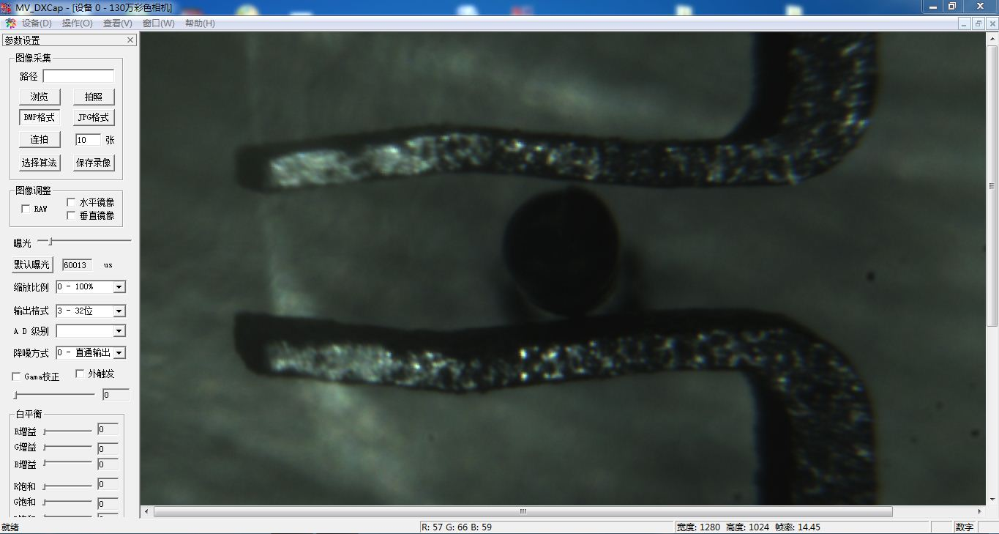 MV_DXCap - [设备 0 - 130万彩色相机]
设备(D) 操作(O) 查看(V) 窗口(W) 帮助(H)
参数设置
图像采集
路径
浏览 拍照
BMP格式 JPG格式
连拍 10 张
选择算法 保存录像
图像调整
RAW 水平镜像
垂直镜像
曝光
默认曝光 60013 us
缩放比例 0 - 100%
输出格式 3 - 32位
A D 级别
降噪方式 0 - 直通输出
Gama校正 外触发
0
白平衡
R增益 0
G增益 0
B增益 0
R饱和 0
G饱和 0
就绪 R: 57 G: 66 B: 59 宽度: 1280 高度: 1024 帧率: 14.45 数字